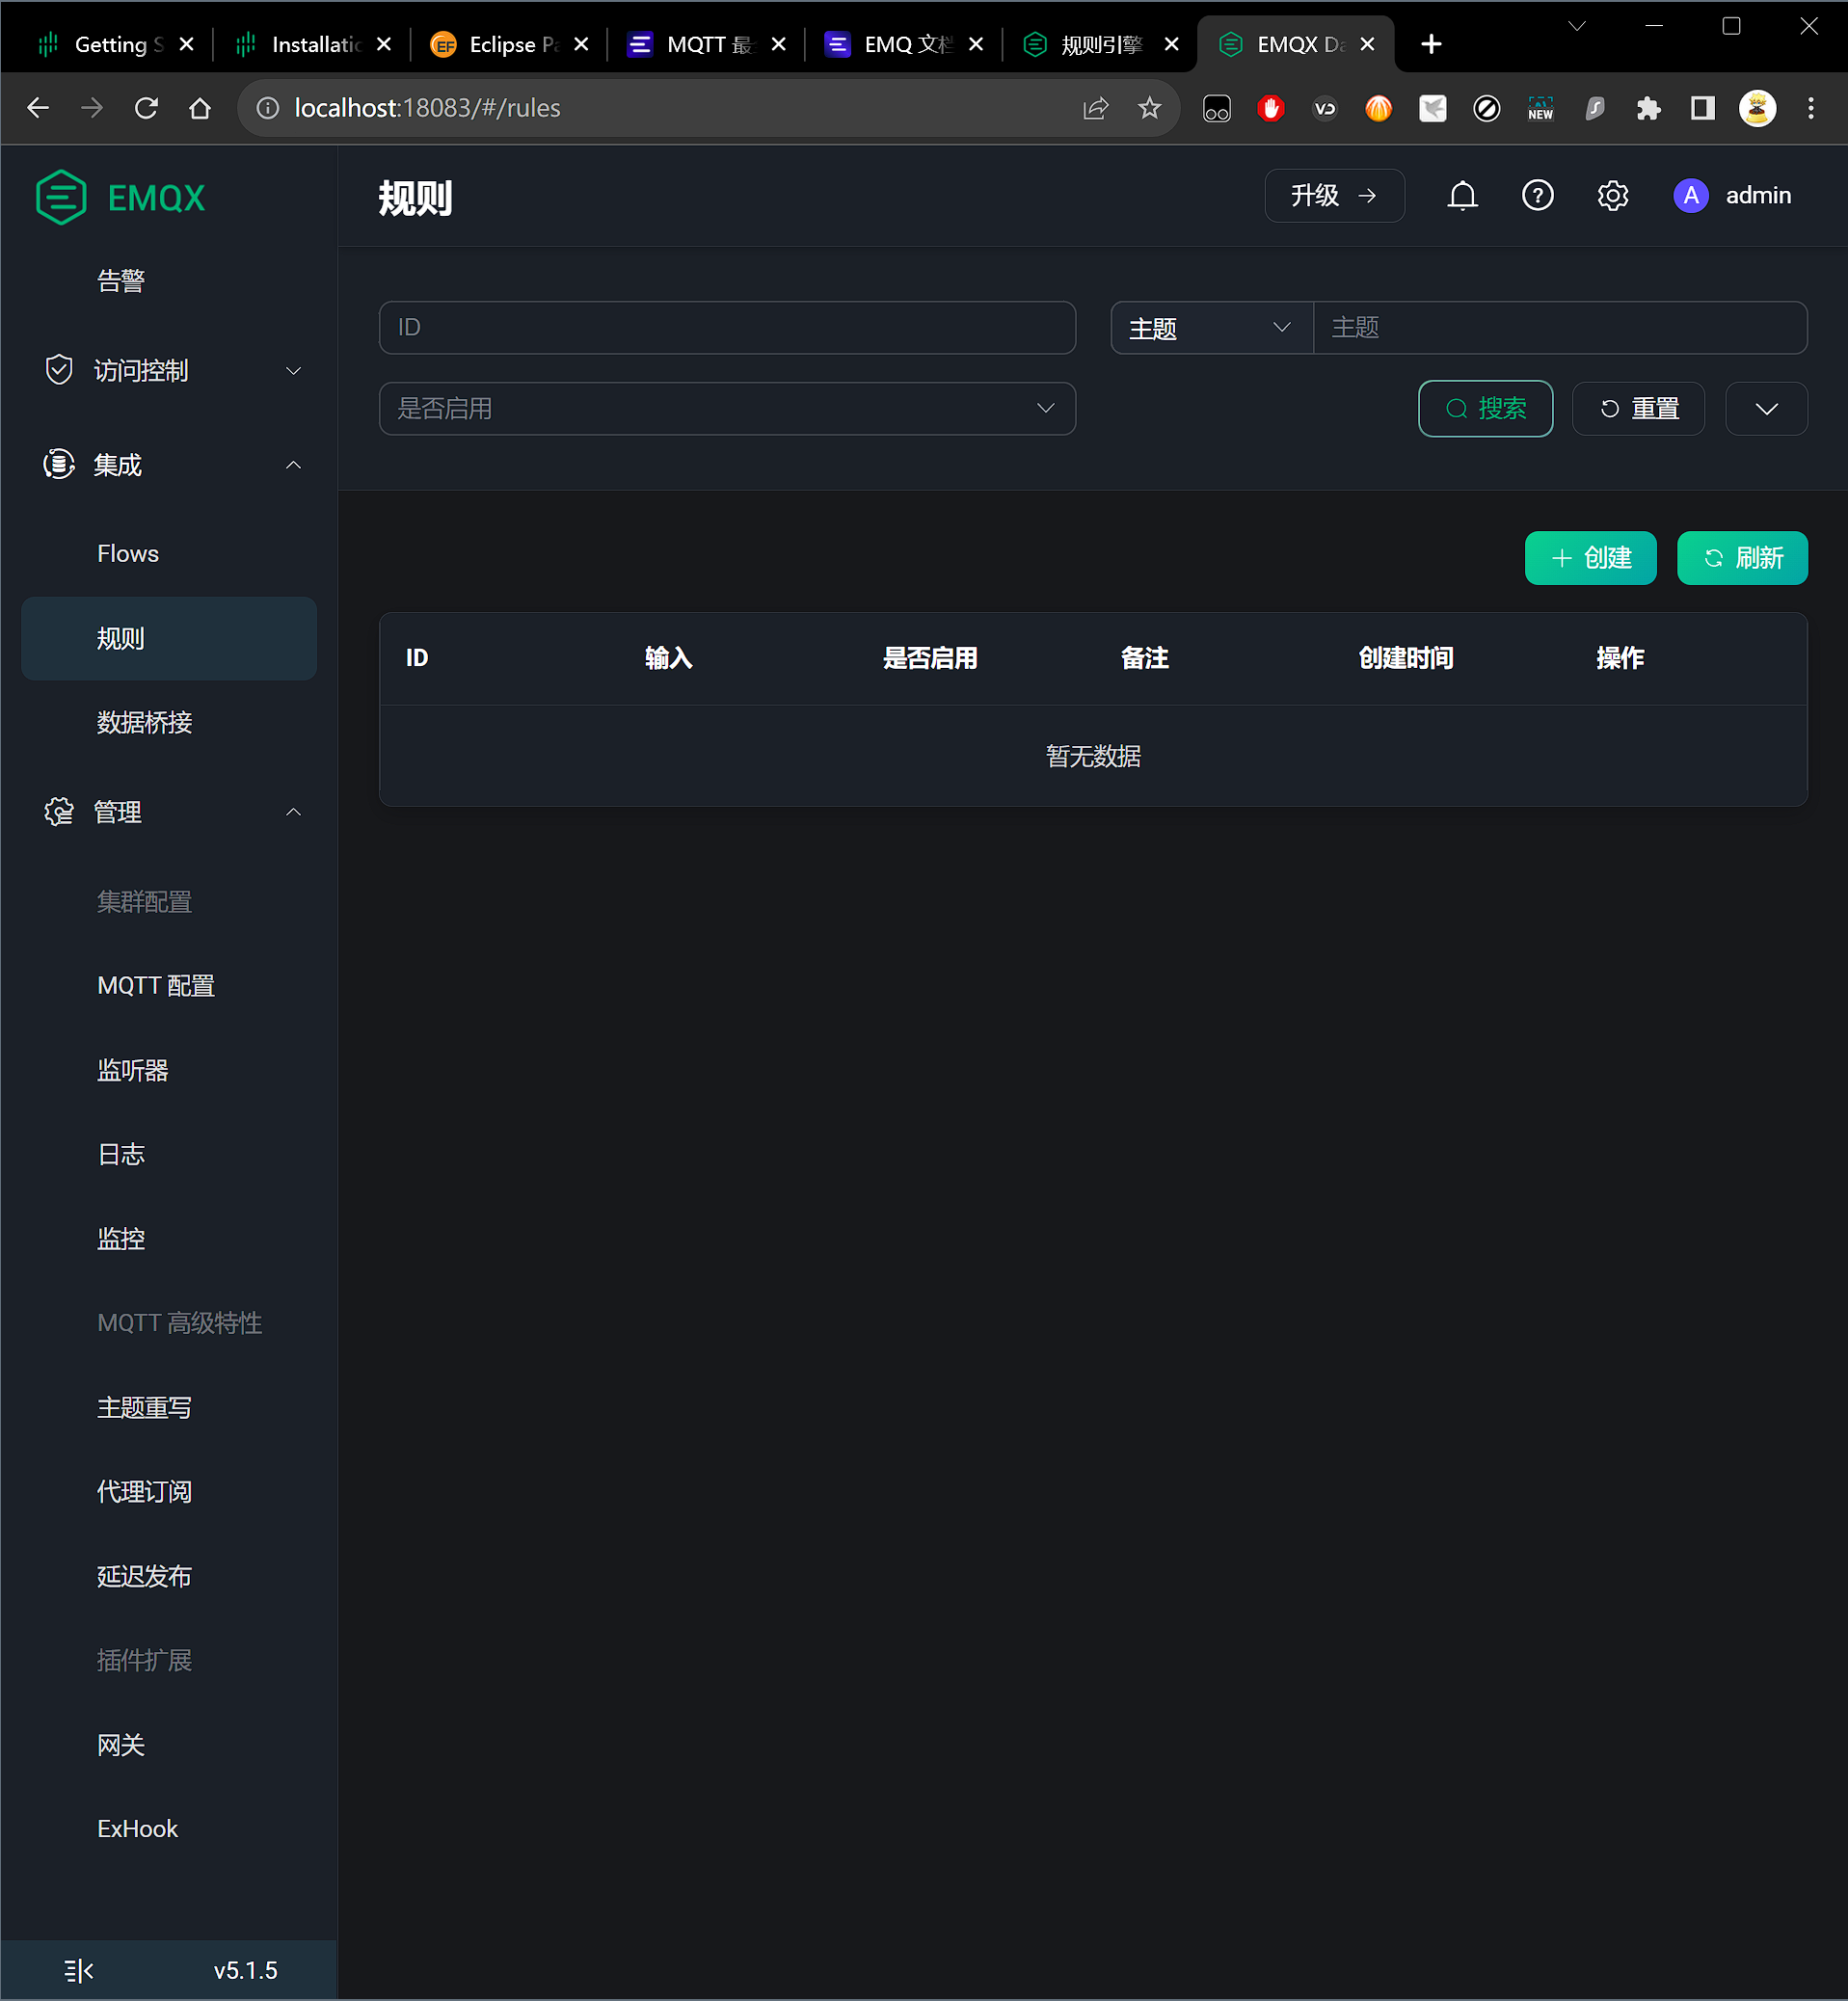 Getting S
Installatio
Eclipse Pa
MQTT 最
EMQ 文档
规则引擎
EMQX Da
localhost:18083/#/rules
NEW
EMQX
规则
升级
A
admin
告警
访问控制
集成
Flows
规则
数据桥接
管理
集群配置
MQTT 配置
监听器
日志
监控
MQTT 高级特性
主题重写
代理订阅
延迟发布
插件扩展
网关
ExHook
v5.1.5
ID
主题
主题
是否启用
搜索
重置
创建
刷新
ID 输入 是否启用 备注 创建时间 操作
暂无数据